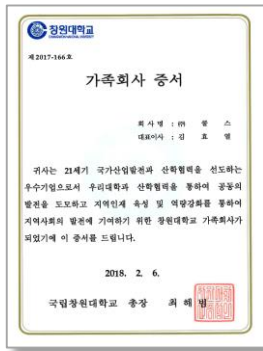 창원대학교
제 2017-166 호
가족회사 증서
회 사 명 : ㈜ 쿵 스
대표이사 : 김 효 열
귀사는 21세기 국가산업발전과 산학협력을 선도하는
우수기업으로서 우리대학과 산학협력을 통하여 공동의
발전을 도모하고 지역인재 육성 및 역량강화를 통하여
지역사회의 발전에 기여하기 위한 창원대학교 가족회사가
되었기에 이 증서를 드립니다.
2018. 2. 6.
국립창원대학교 총장 최 해 범